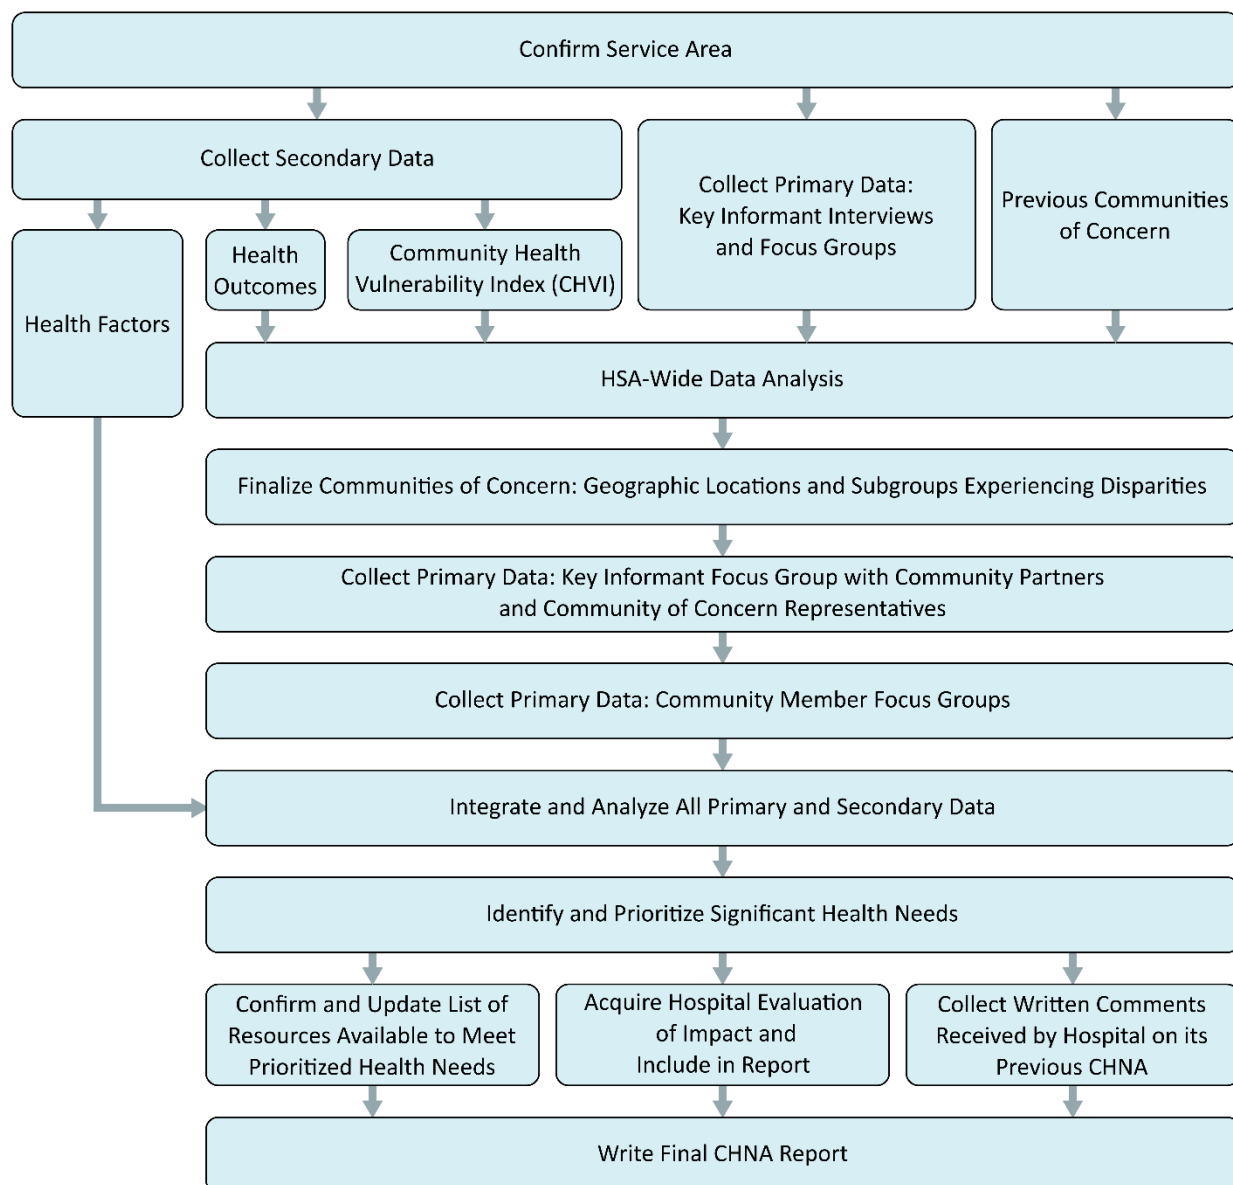 Confirm Service Area
Collect Secondary Data
Collect Primary Data:
Key Informant Interviews
and Focus Groups
Previous Communities
of Concern
Health Factors
Health
Outcomes
Community Health
Vulnerability Index (CHVI)
HSA-Wide Data Analysis
Finalize Communities of Concern: Geographic Locations and Subgroups Experiencing Disparities
Collect Primary Data: Key Informant Focus Group with Community Partners
and Community of Concern Representatives
Collect Primary Data: Community Member Focus Groups
Integrate and Analyze All Primary and Secondary Data
Identify and Prioritize Significant Health Needs
Confirm and Update List of
Resources Available to Meet
Prioritized Health Needs
Acquire Hospital Evaluation
of Impact and
Include in Report
Collect Written Comments
Received by Hospital on its
Previous CHNA
Write Final CHNA Report